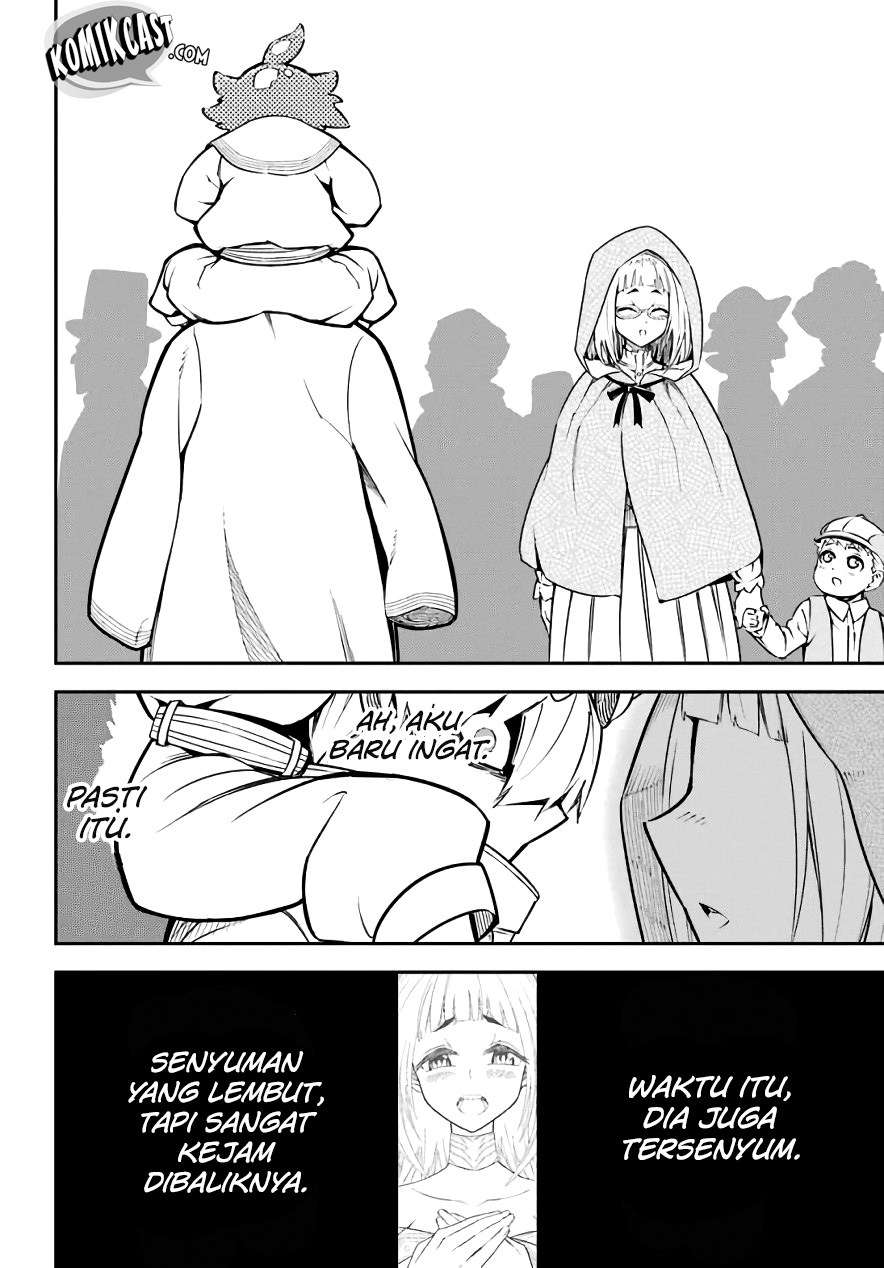 KOMIKCAST
.COM
AH, AKU
BARU INGAT.
PASTI
ITU.
WAKTU ITU,
DIA JUGA
TERSENYUM.
SENYUMAN
YANG LEMBUT,
TAPI SANGAT
KEJAM
DIBALIKNYA.